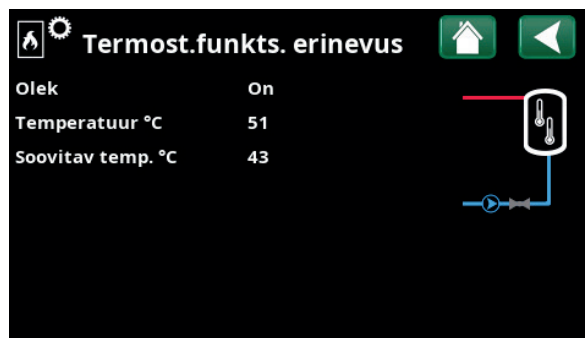 Termost.funkts. erinevus
Olek On
Temperatuur °C 51
Soovitav temp. °C 43